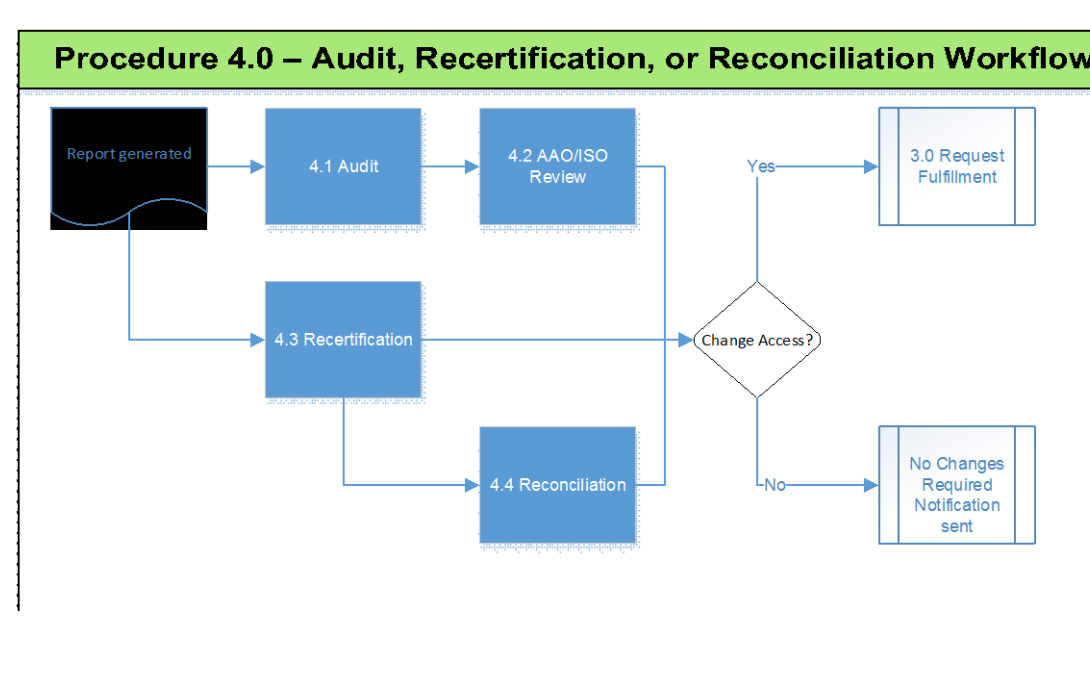 Procedure 4.0 – Audit, Recertification, or Reconciliation Workflow
Report generated
4.1 Audit
4.2 AAO/ISO
Review
Yes
3.0 Request
Fulfillment
4.3 Recertification
Change Access?
4.4 Reconciliation
No
No Changes
Required
Notification
sent